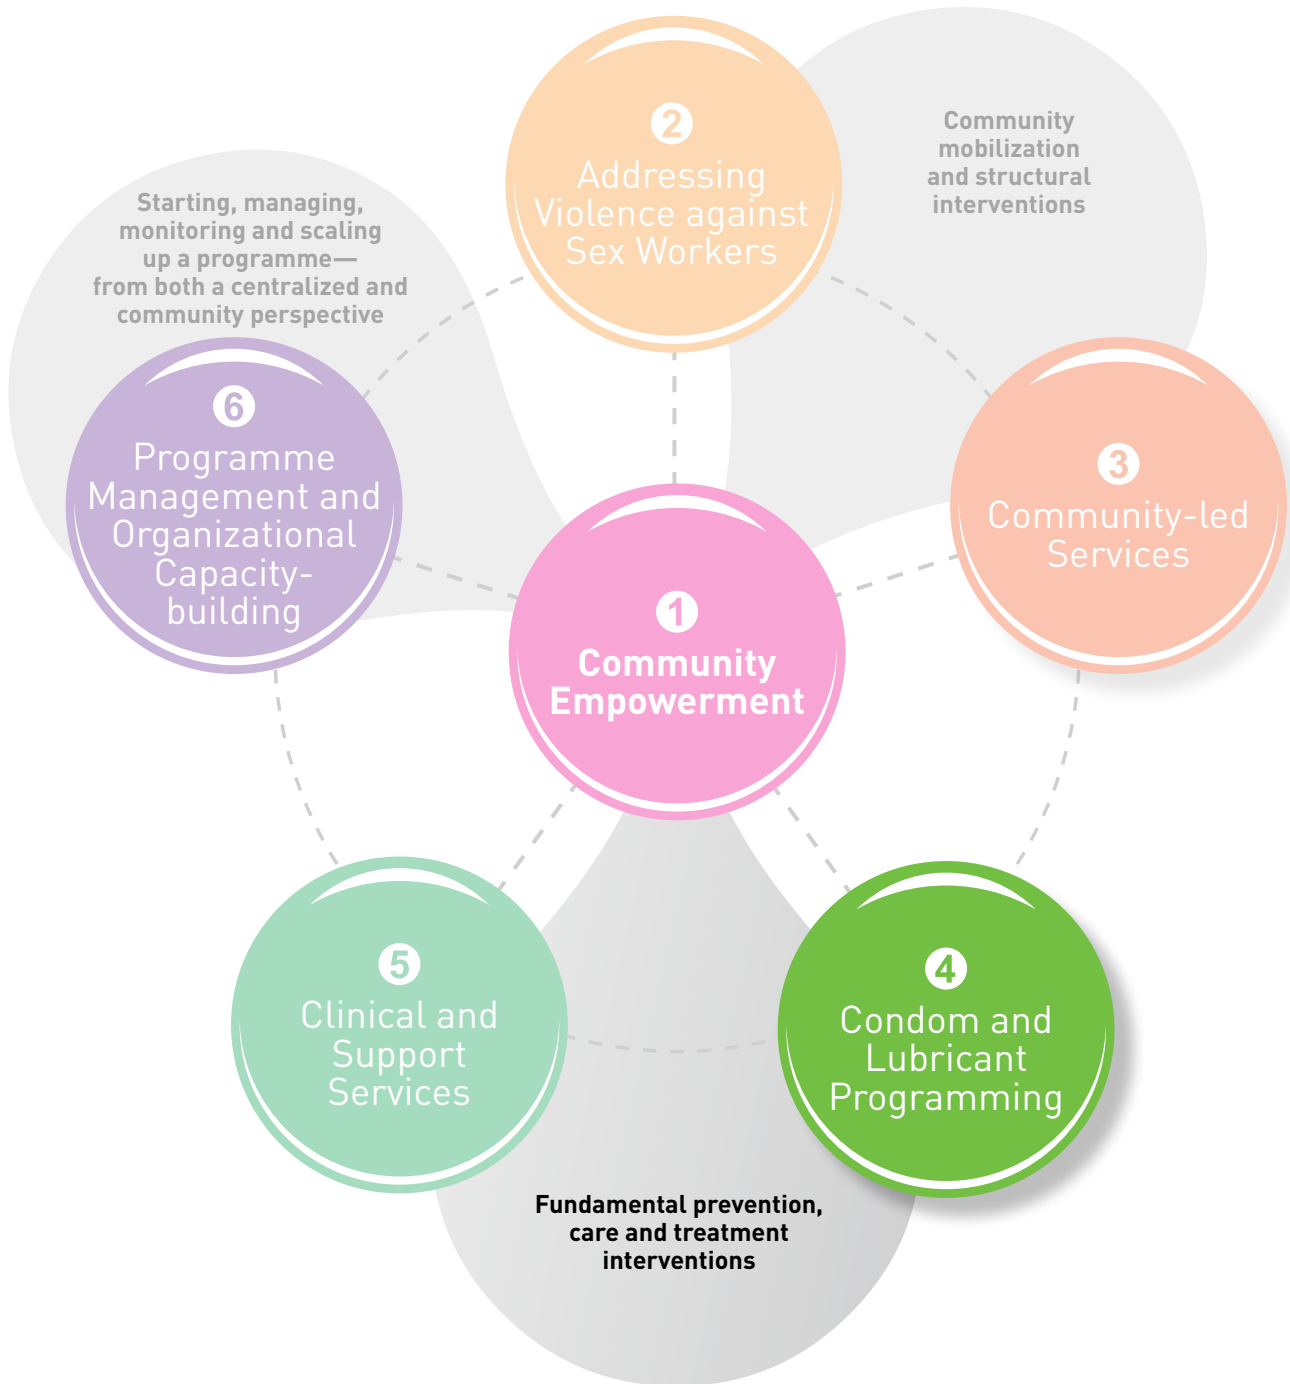 2
Addressing
Violence against
Sex Workers
Community
mobilization
and structural
interventions
Starting, managing,
monitoring and scaling
up a programme—
from both a centralized and
community perspective
6
Programme
Management and
Organizational
Capacity-
building
3
Community-led
Services
1
Community
Empowerment
5
Clinical and
Support
Services
4
Condom and
Lubricant
Programming
Fundamental prevention,
care and treatment
interventions